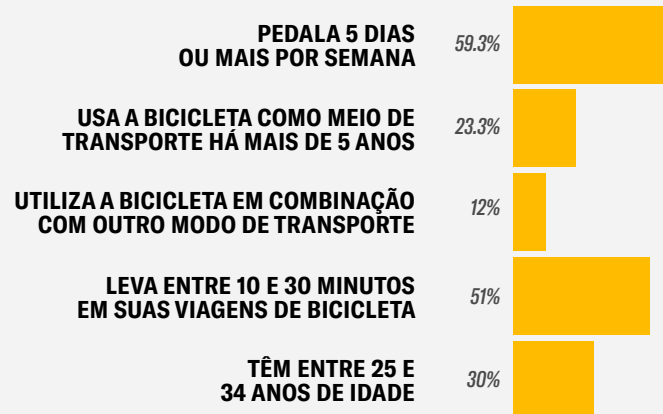 PEDALA 5 DIAS
OU MAIS POR SEMANA
59.3%
USA A BICICLETA COMO MEIO DE
TRANSPORTE HÁ MAIS DE 5 ANOS
23.3%
UTILIZA A BICICLETA EM COMBINAÇÃO
COM OUTRO MODO DE TRANSPORTE
12%
LEVA ENTRE 10 E 30 MINUTOS
EM SUAS VIAGENS DE BICICLETA
51%
TÊM ENTRE 25 E
34 ANOS DE IDADE
30%